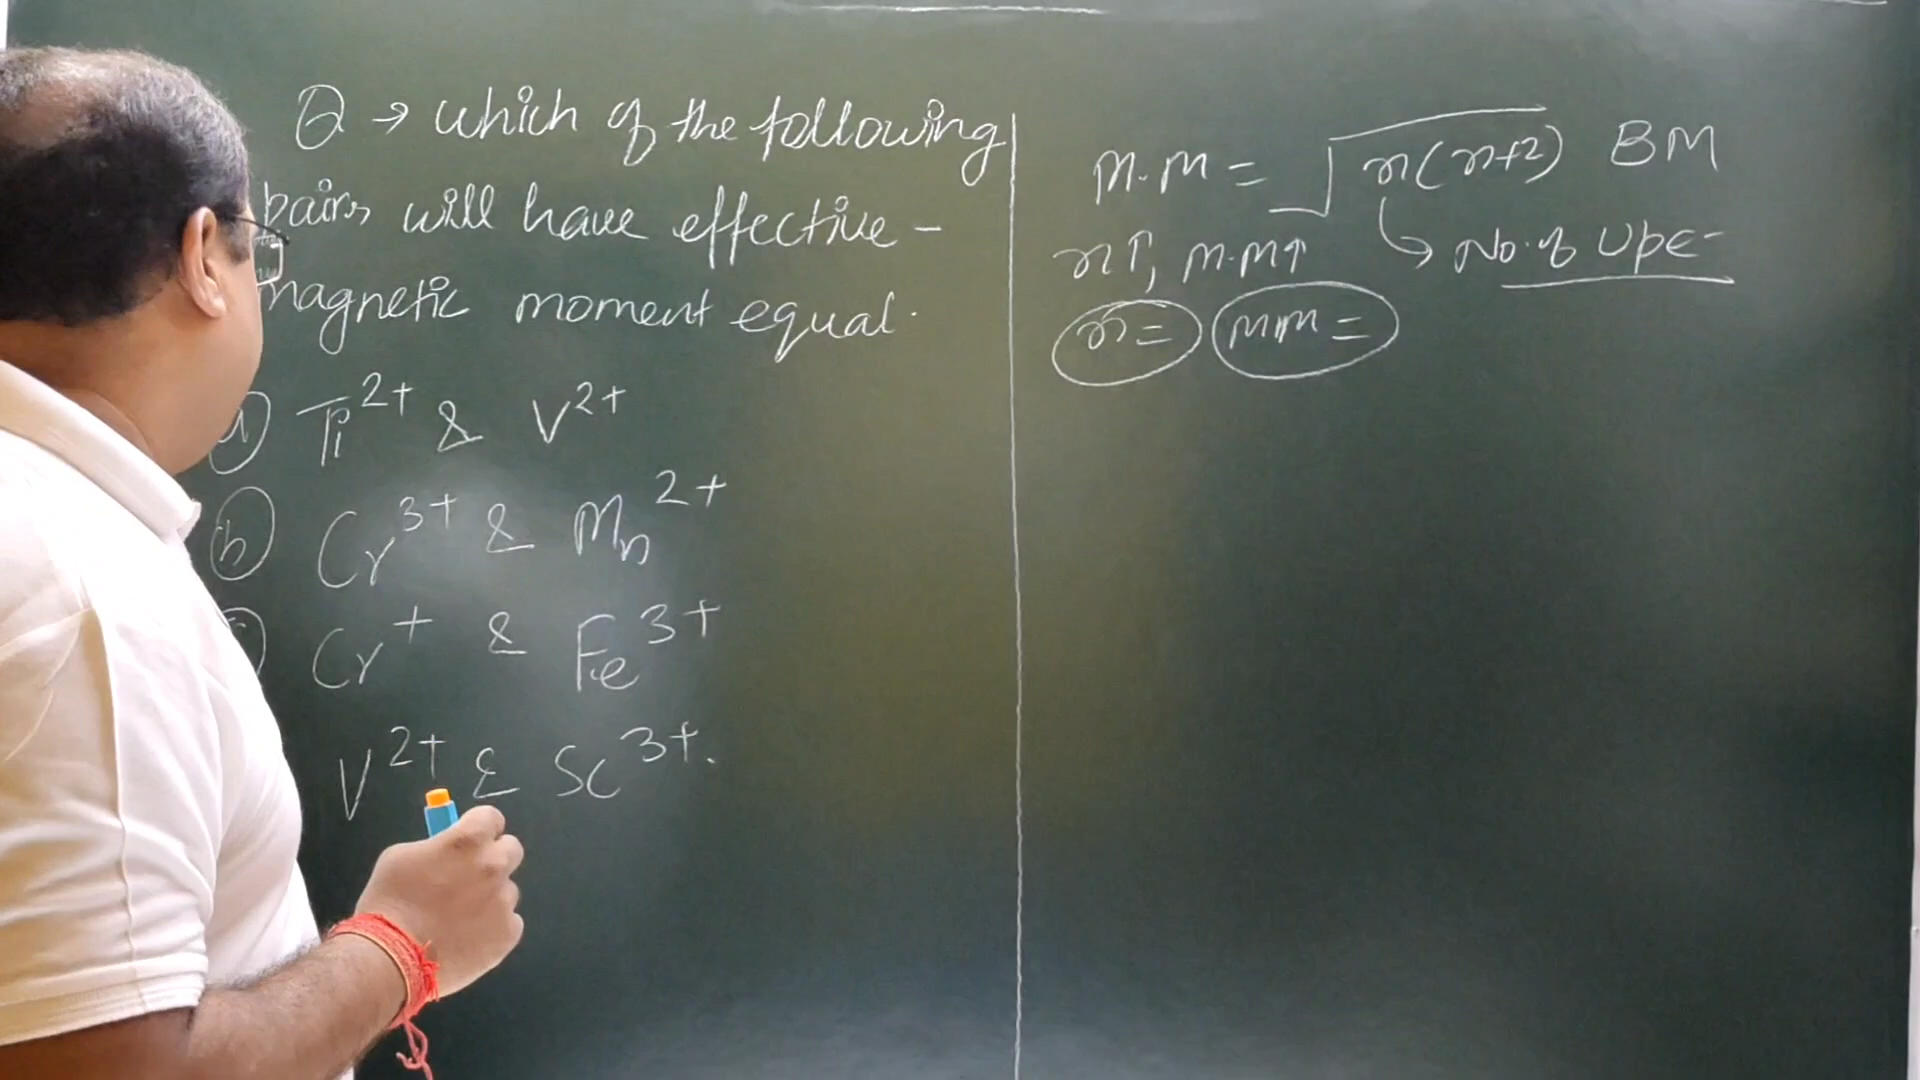 Q → which of the following
pairs will have effective -
magnetic moment equal.
a) Ti²⁺ & V²⁺
b) Cr³⁺ & Mn²⁺
Cr⁺ & Fe³⁺
V²⁺ & Sc³⁺.
M.M = √n(n+2) BM
n↑, M.M↑ ↳ No. of Upe⁻
n = MM =